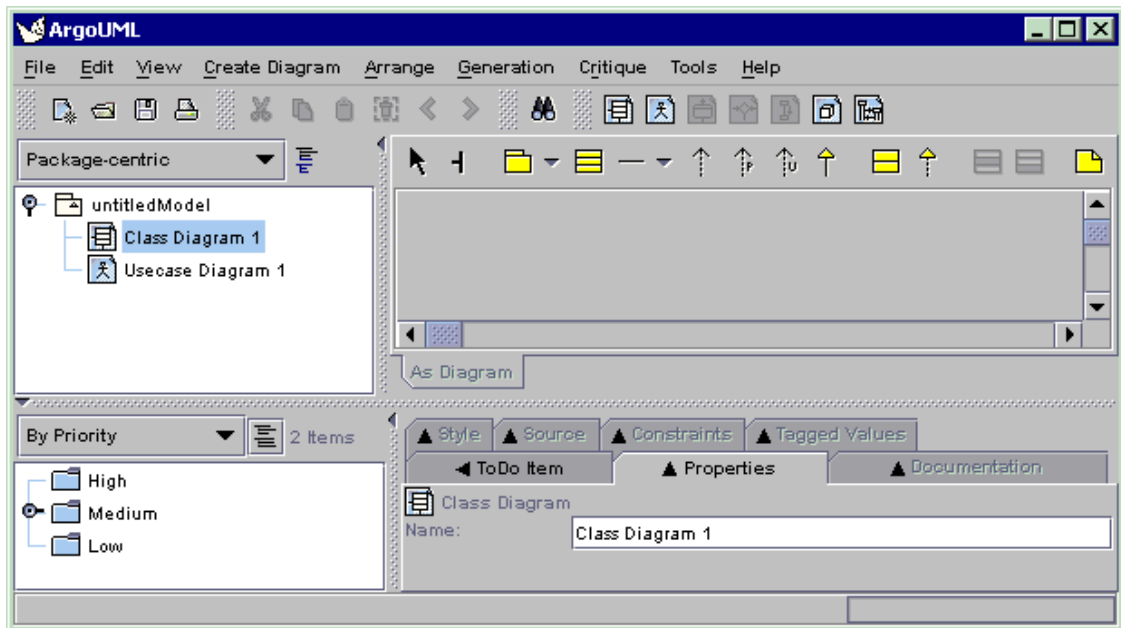 ArgoUML
File Edit View Create Diagram Arrange Generation Critique Tools Help
Package-centric
P U
untitledModel
Class Diagram 1
Usecase Diagram 1
As Diagram
By Priority 2 Items
Style Source Constraints Tagged Values
ToDo Item Properties Documentation
High
Medium
Low
Class Diagram
Name: Class Diagram 1